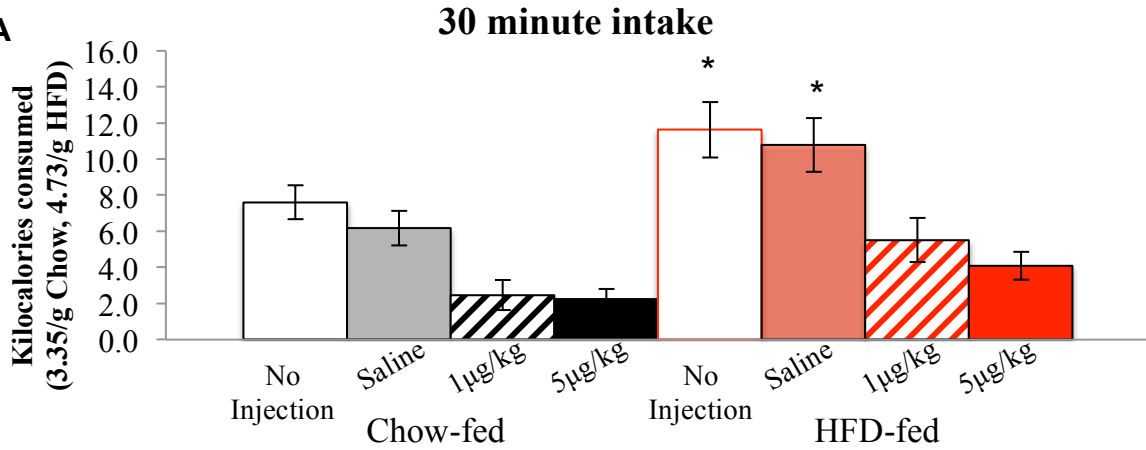 A
30 minute intake
Kilocalories consumed
(3.35/g Chow, 4.73/g HFD)
16.0
14.0
12.0
10.0
8.0
6.0
4.0
2.0
0.0
*
*
No
Injection
Saline
1µg/kg
5µg/kg
No
Injection
Saline
1µg/kg
5µg/kg
Chow-fed
HFD-fed